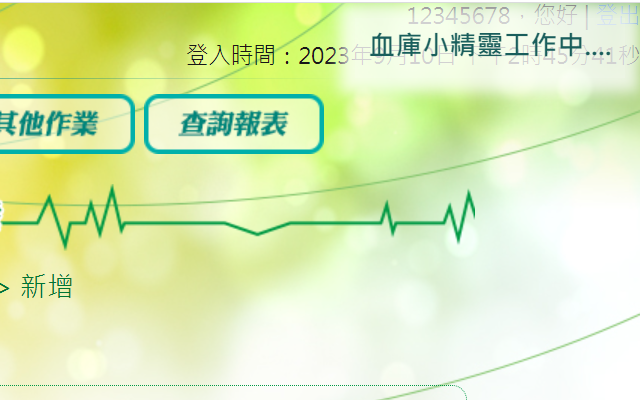 12345678，您好 | 登出
血庫小精靈工作中....
登入時間：2023年9月10日 下午2時45分41秒
其他作業
查詢報表
> 新增